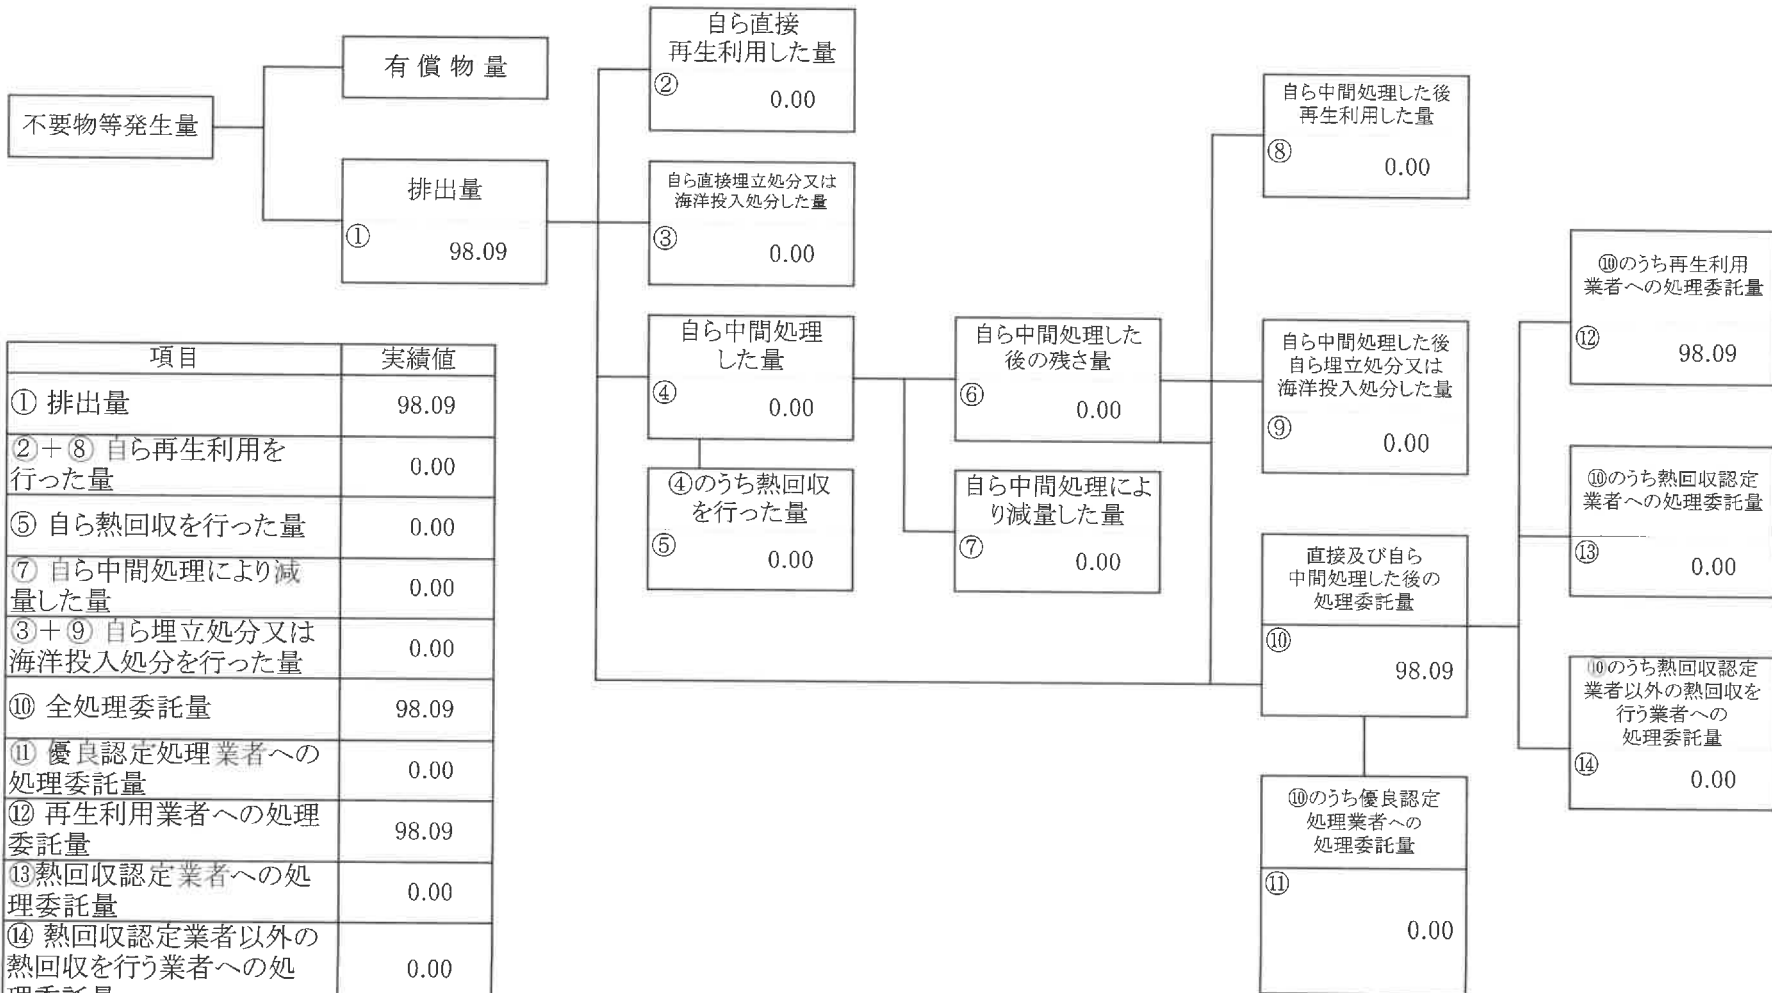 不要物等発生量
有償物量
排出量
①
98.09
自ら直接
再生利用した量
②
0.00
自ら直接埋立処分又は
海洋投入処分した量
③
0.00
自ら中間処理
した量
④
0.00
④のうち熱回収
を行った量
⑤
0.00
自ら中間処理した
後の残さ量
⑥
0.00
自ら中間処理によ
り減量した量
⑦
0.00
自ら中間処理した後
再生利用した量
⑧
0.00
自ら中間処理した後
自ら埋立処分又は
海洋投入処分した量
⑨
0.00
直接及び自ら
中間処理した後の
処理委託量
⑩
98.09
⑩のうち優良認定
処理業者への
処理委託量
⑪
0.00
⑩のうち再生利用
業者への処理委託量
⑫
98.09
⑩のうち熱回収認定
業者への処理委託量
⑬
0.00
⑩のうち熱回収認定
業者以外の熱回収を
行う業者への
処理委託量
⑭
0.00
項目 実績値
① 排出量 98.09
②+⑧ 自ら再生利用を
行った量 0.00
⑤ 自ら熱回収を行った量 0.00
⑦ 自ら中間処理により減
量した量 0.00
③+⑨ 自ら埋立処分又は
海洋投入処分を行った量 0.00
⑩ 全処理委託量 98.09
⑪ 優良認定処理業者への
処理委託量 0.00
⑫ 再生利用業者への処理
委託量 98.09
⑬熱回収認定業者への処
理委託量 0.00
⑭ 熱回収認定業者以外の
熱回収を行う業者への処 0.00
理委託量